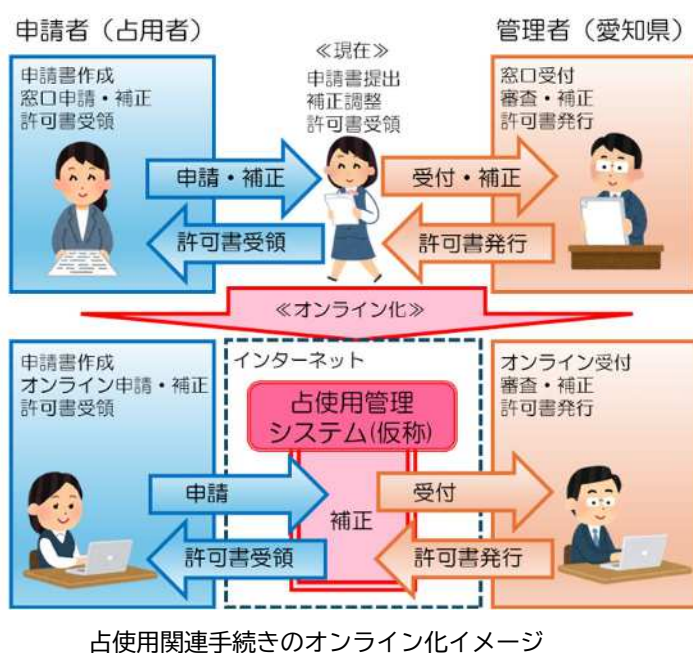 申請者（占用者）
管理者（愛知県）
申請書作成
窓口申請・補正
許可書受領
≪現在≫
申請書提出
補正調整
許可書受領
窓口受付
審査・補正
許可書発行
申請・補正
受付・補正
許可書受領
許可書発行
≪オンライン化≫
申請書作成
オンライン申請・補正
許可書受領
インターネット
占使用管理
システム(仮称)
オンライン受付
審査・補正
許可書発行
申請
補正
受付
許可書受領
許可書発行
占使用関連手続きのオンライン化イメージ